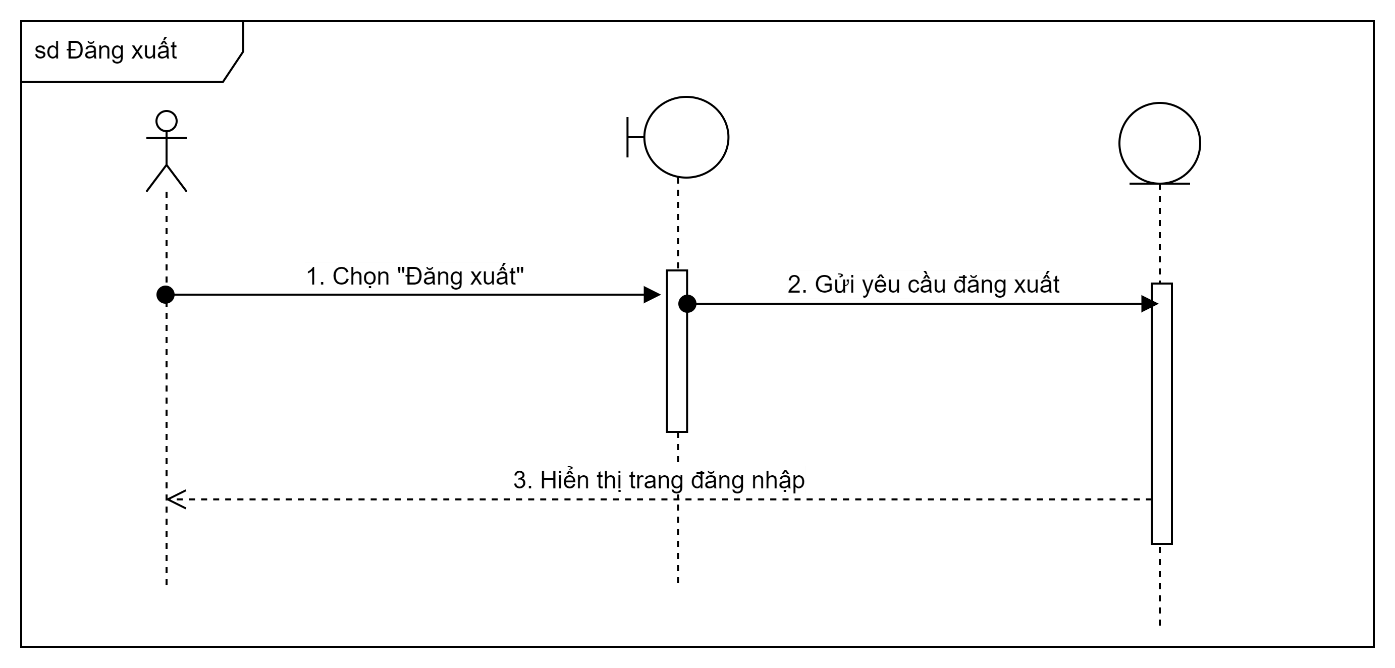 sd Đăng xuất
1. Chọn "Đăng xuất"
2. Gửi yêu cầu đăng xuất
3. Hiển thị trang đăng nhập